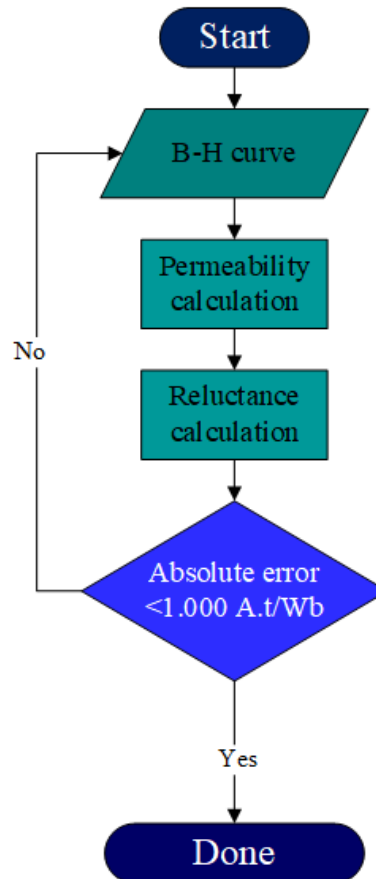 Start
B-H curve
Permeability
calculation
No
Reluctance
calculation
Absolute error
<1.000 A.t/Wb
Yes
Done